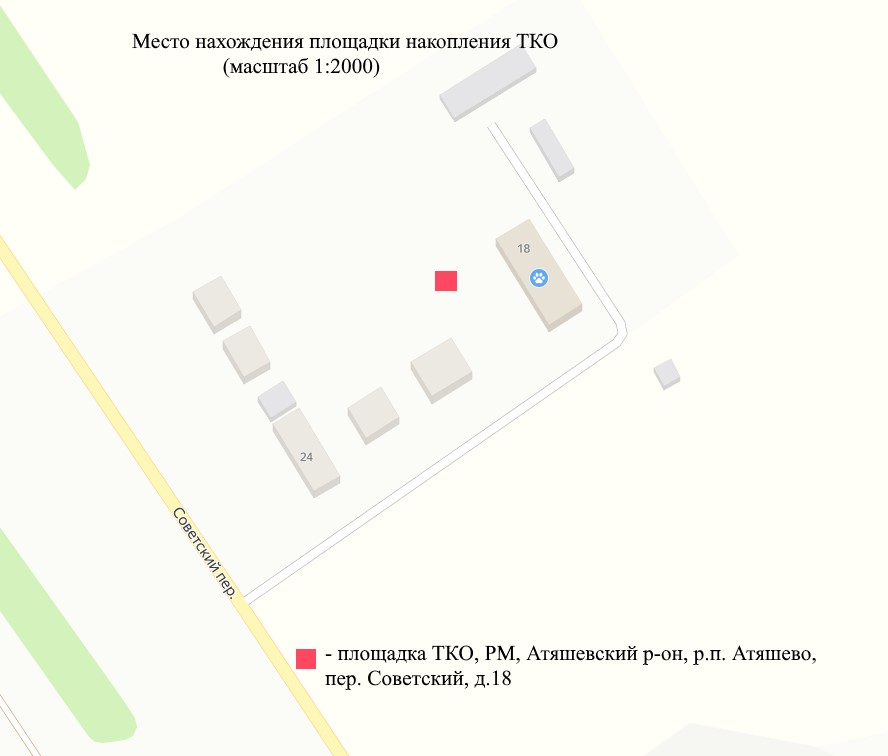 Место нахождения площадки накопления ТКО
(масштаб 1:2000)
18
24
Советский пер.
- площадка ТКО, РМ, Атяшевский р-он, р.п. Атяшево,
пер. Советский, д.18